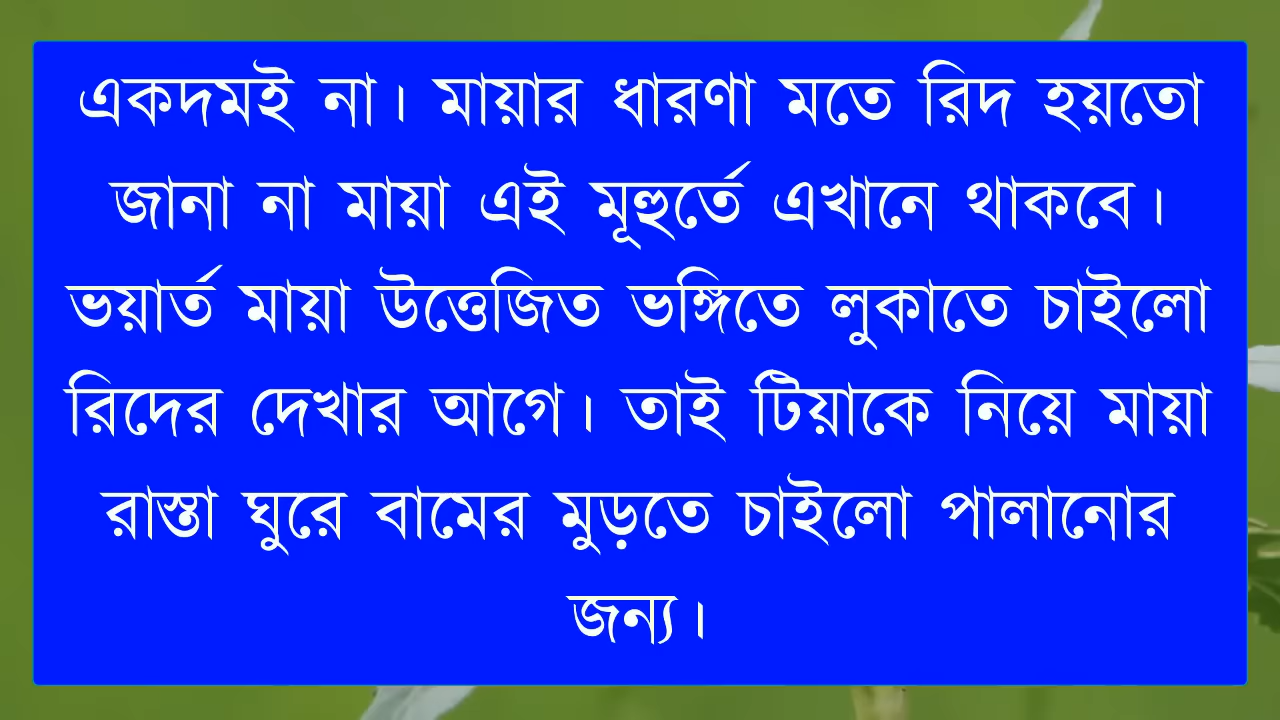 একদমই না। মায়ার ধারণা মতে রিদ হয়তো
জানা না মায়া এই মূহুর্তে এখানে থাকবে।
ভয়ার্ত মায়া উত্তেজিত ভঙ্গিতে লুকাতে চাইলো
রিদের দেখার আগে। তাই টিয়াকে নিয়ে মায়া
রাস্তা ঘুরে বামের মুড়তে চাইলো পালানোর
জন্য।